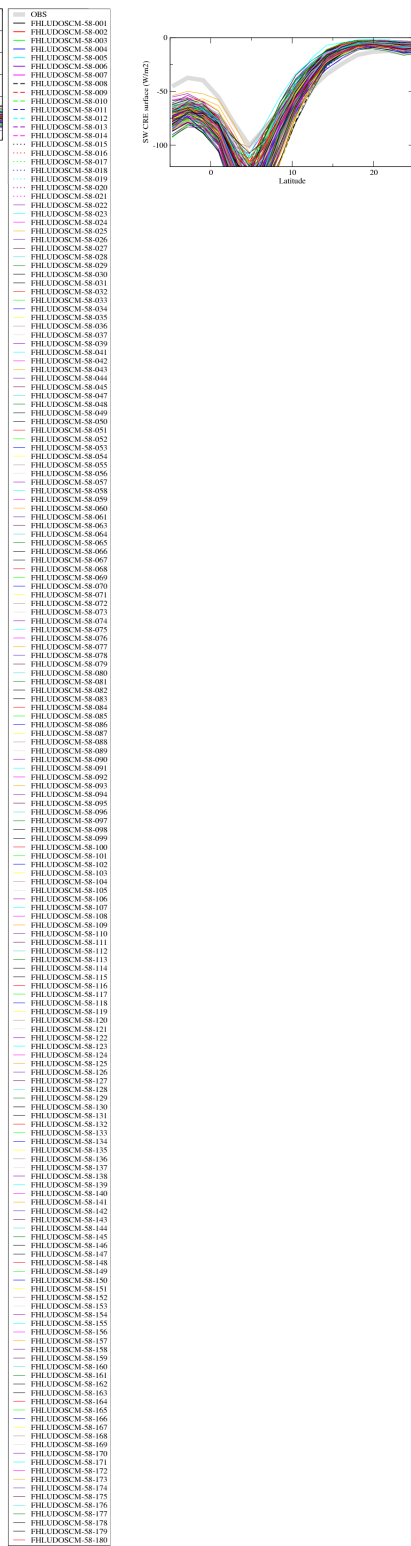 OBS
FHLUDOSCM-58-001
FHLUDOSCM-58-002
FHLUDOSCM-58-003
FHLUDOSCM-58-004
FHLUDOSCM-58-005
FHLUDOSCM-58-006
FHLUDOSCM-58-007
FHLUDOSCM-58-008
FHLUDOSCM-58-009
FHLUDOSCM-58-010
FHLUDOSCM-58-011
FHLUDOSCM-58-012
FHLUDOSCM-58-013
FHLUDOSCM-58-014
FHLUDOSCM-58-015
FHLUDOSCM-58-016
FHLUDOSCM-58-017
FHLUDOSCM-58-018
FHLUDOSCM-58-019
FHLUDOSCM-58-020
FHLUDOSCM-58-021
FHLUDOSCM-58-022
FHLUDOSCM-58-023
FHLUDOSCM-58-024
FHLUDOSCM-58-025
FHLUDOSCM-58-026
FHLUDOSCM-58-027
FHLUDOSCM-58-028
FHLUDOSCM-58-029
FHLUDOSCM-58-030
FHLUDOSCM-58-031
FHLUDOSCM-58-032
FHLUDOSCM-58-033
FHLUDOSCM-58-034
FHLUDOSCM-58-035
FHLUDOSCM-58-036
FHLUDOSCM-58-037
FHLUDOSCM-58-039
FHLUDOSCM-58-041
FHLUDOSCM-58-042
FHLUDOSCM-58-043
FHLUDOSCM-58-044
FHLUDOSCM-58-045
FHLUDOSCM-58-047
FHLUDOSCM-58-048
FHLUDOSCM-58-049
FHLUDOSCM-58-050
FHLUDOSCM-58-051
FHLUDOSCM-58-052
FHLUDOSCM-58-053
FHLUDOSCM-58-054
FHLUDOSCM-58-055
FHLUDOSCM-58-056
FHLUDOSCM-58-057
FHLUDOSCM-58-058
FHLUDOSCM-58-059
FHLUDOSCM-58-060
FHLUDOSCM-58-061
FHLUDOSCM-58-063
FHLUDOSCM-58-064
FHLUDOSCM-58-065
FHLUDOSCM-58-066
FHLUDOSCM-58-067
FHLUDOSCM-58-068
FHLUDOSCM-58-069
FHLUDOSCM-58-070
FHLUDOSCM-58-071
FHLUDOSCM-58-072
FHLUDOSCM-58-073
FHLUDOSCM-58-074
FHLUDOSCM-58-075
FHLUDOSCM-58-076
FHLUDOSCM-58-077
FHLUDOSCM-58-078
FHLUDOSCM-58-079
FHLUDOSCM-58-080
FHLUDOSCM-58-081
FHLUDOSCM-58-082
FHLUDOSCM-58-083
FHLUDOSCM-58-084
FHLUDOSCM-58-085
FHLUDOSCM-58-086
FHLUDOSCM-58-087
FHLUDOSCM-58-088
FHLUDOSCM-58-089
FHLUDOSCM-58-090
FHLUDOSCM-58-091
FHLUDOSCM-58-092
FHLUDOSCM-58-093
FHLUDOSCM-58-094
FHLUDOSCM-58-095
FHLUDOSCM-58-096
FHLUDOSCM-58-097
FHLUDOSCM-58-098
FHLUDOSCM-58-099
FHLUDOSCM-58-100
FHLUDOSCM-58-101
FHLUDOSCM-58-102
FHLUDOSCM-58-103
FHLUDOSCM-58-104
FHLUDOSCM-58-105
FHLUDOSCM-58-106
FHLUDOSCM-58-107
FHLUDOSCM-58-108
FHLUDOSCM-58-109
FHLUDOSCM-58-110
FHLUDOSCM-58-111
FHLUDOSCM-58-112
FHLUDOSCM-58-113
FHLUDOSCM-58-114
FHLUDOSCM-58-115
FHLUDOSCM-58-116
FHLUDOSCM-58-117
FHLUDOSCM-58-118
FHLUDOSCM-58-119
FHLUDOSCM-58-120
FHLUDOSCM-58-121
FHLUDOSCM-58-122
FHLUDOSCM-58-123
FHLUDOSCM-58-124
FHLUDOSCM-58-125
FHLUDOSCM-58-126
FHLUDOSCM-58-127
FHLUDOSCM-58-128
FHLUDOSCM-58-129
FHLUDOSCM-58-130
FHLUDOSCM-58-131
FHLUDOSCM-58-132
FHLUDOSCM-58-133
FHLUDOSCM-58-134
FHLUDOSCM-58-135
FHLUDOSCM-58-136
FHLUDOSCM-58-137
FHLUDOSCM-58-138
FHLUDOSCM-58-139
FHLUDOSCM-58-140
FHLUDOSCM-58-141
FHLUDOSCM-58-142
FHLUDOSCM-58-143
FHLUDOSCM-58-144
FHLUDOSCM-58-145
FHLUDOSCM-58-146
FHLUDOSCM-58-147
FHLUDOSCM-58-148
FHLUDOSCM-58-149
FHLUDOSCM-58-150
FHLUDOSCM-58-151
FHLUDOSCM-58-152
FHLUDOSCM-58-153
FHLUDOSCM-58-154
FHLUDOSCM-58-155
FHLUDOSCM-58-156
FHLUDOSCM-58-157
FHLUDOSCM-58-158
FHLUDOSCM-58-159
FHLUDOSCM-58-160
FHLUDOSCM-58-161
FHLUDOSCM-58-162
FHLUDOSCM-58-163
FHLUDOSCM-58-164
FHLUDOSCM-58-165
FHLUDOSCM-58-166
FHLUDOSCM-58-167
FHLUDOSCM-58-168
FHLUDOSCM-58-169
FHLUDOSCM-58-170
FHLUDOSCM-58-171
FHLUDOSCM-58-172
FHLUDOSCM-58-173
FHLUDOSCM-58-174
FHLUDOSCM-58-175
FHLUDOSCM-58-176
FHLUDOSCM-58-177
FHLUDOSCM-58-178
FHLUDOSCM-58-179
FHLUDOSCM-58-180
SW CRE surface (W/m2)
0
-100
0 10 20
Latitude